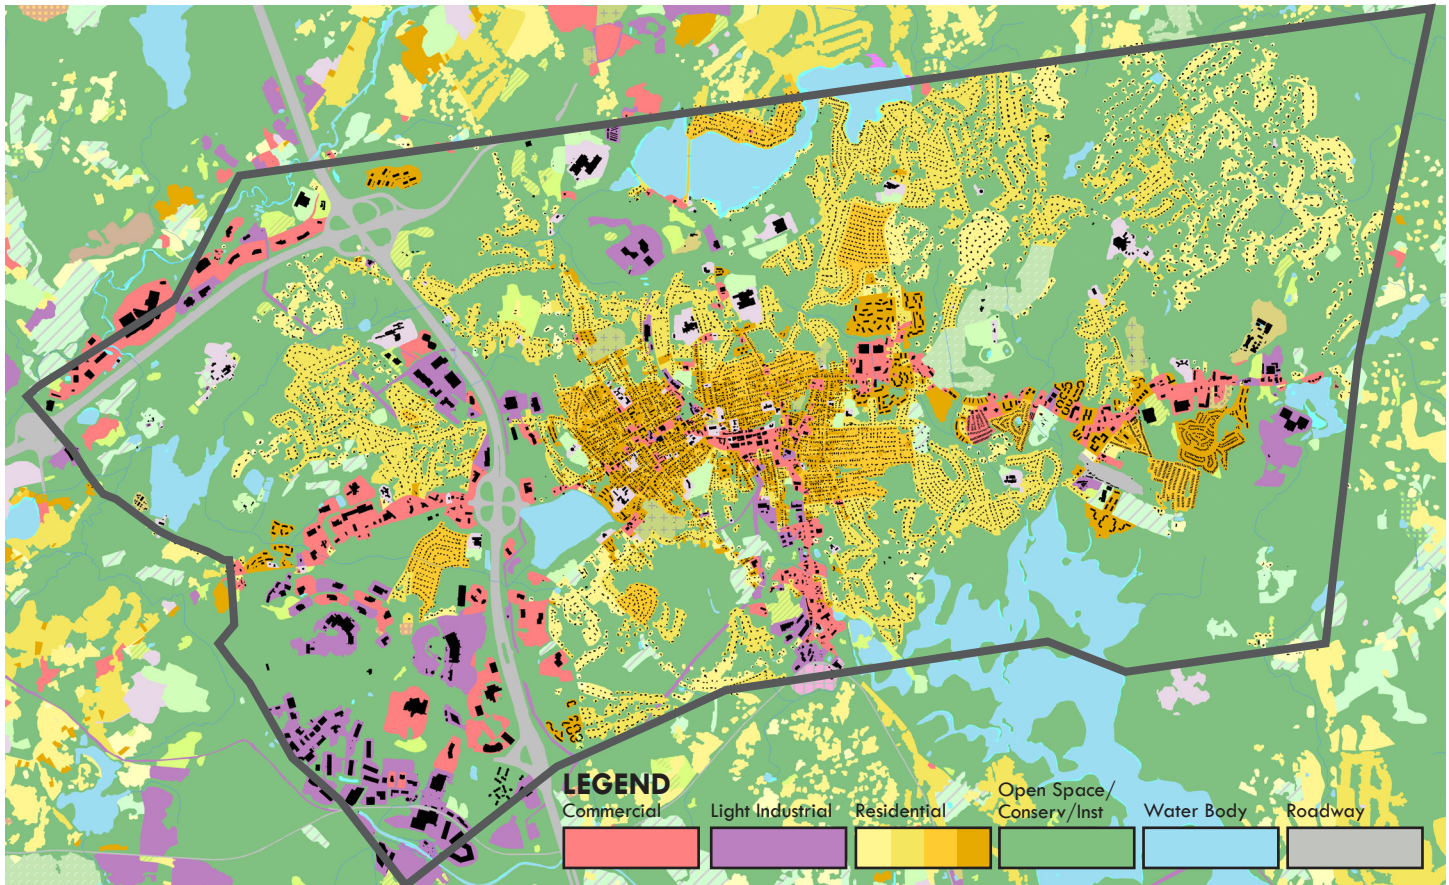 LEGEND
Commercial
Light Industrial
Residential
Open Space/
Conserv/Inst
Water Body
Roadway